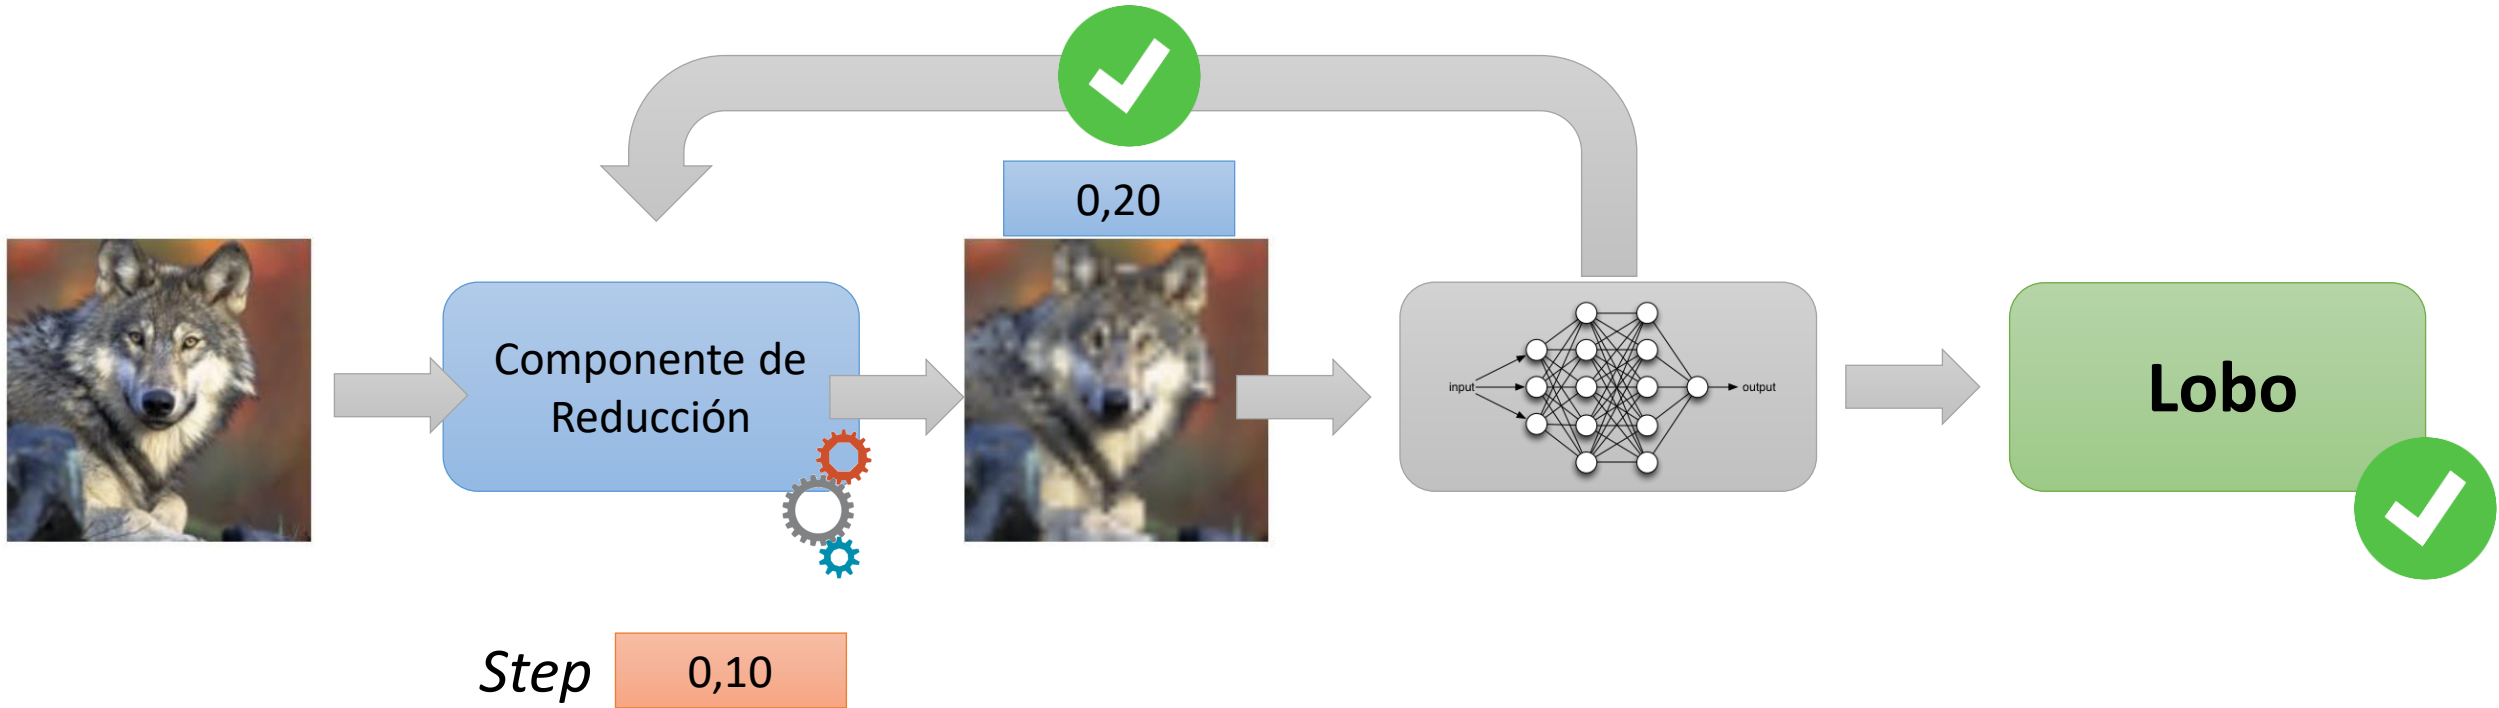 0,20
Componente de
Reducción
input
output
Lobo
Step
0,10